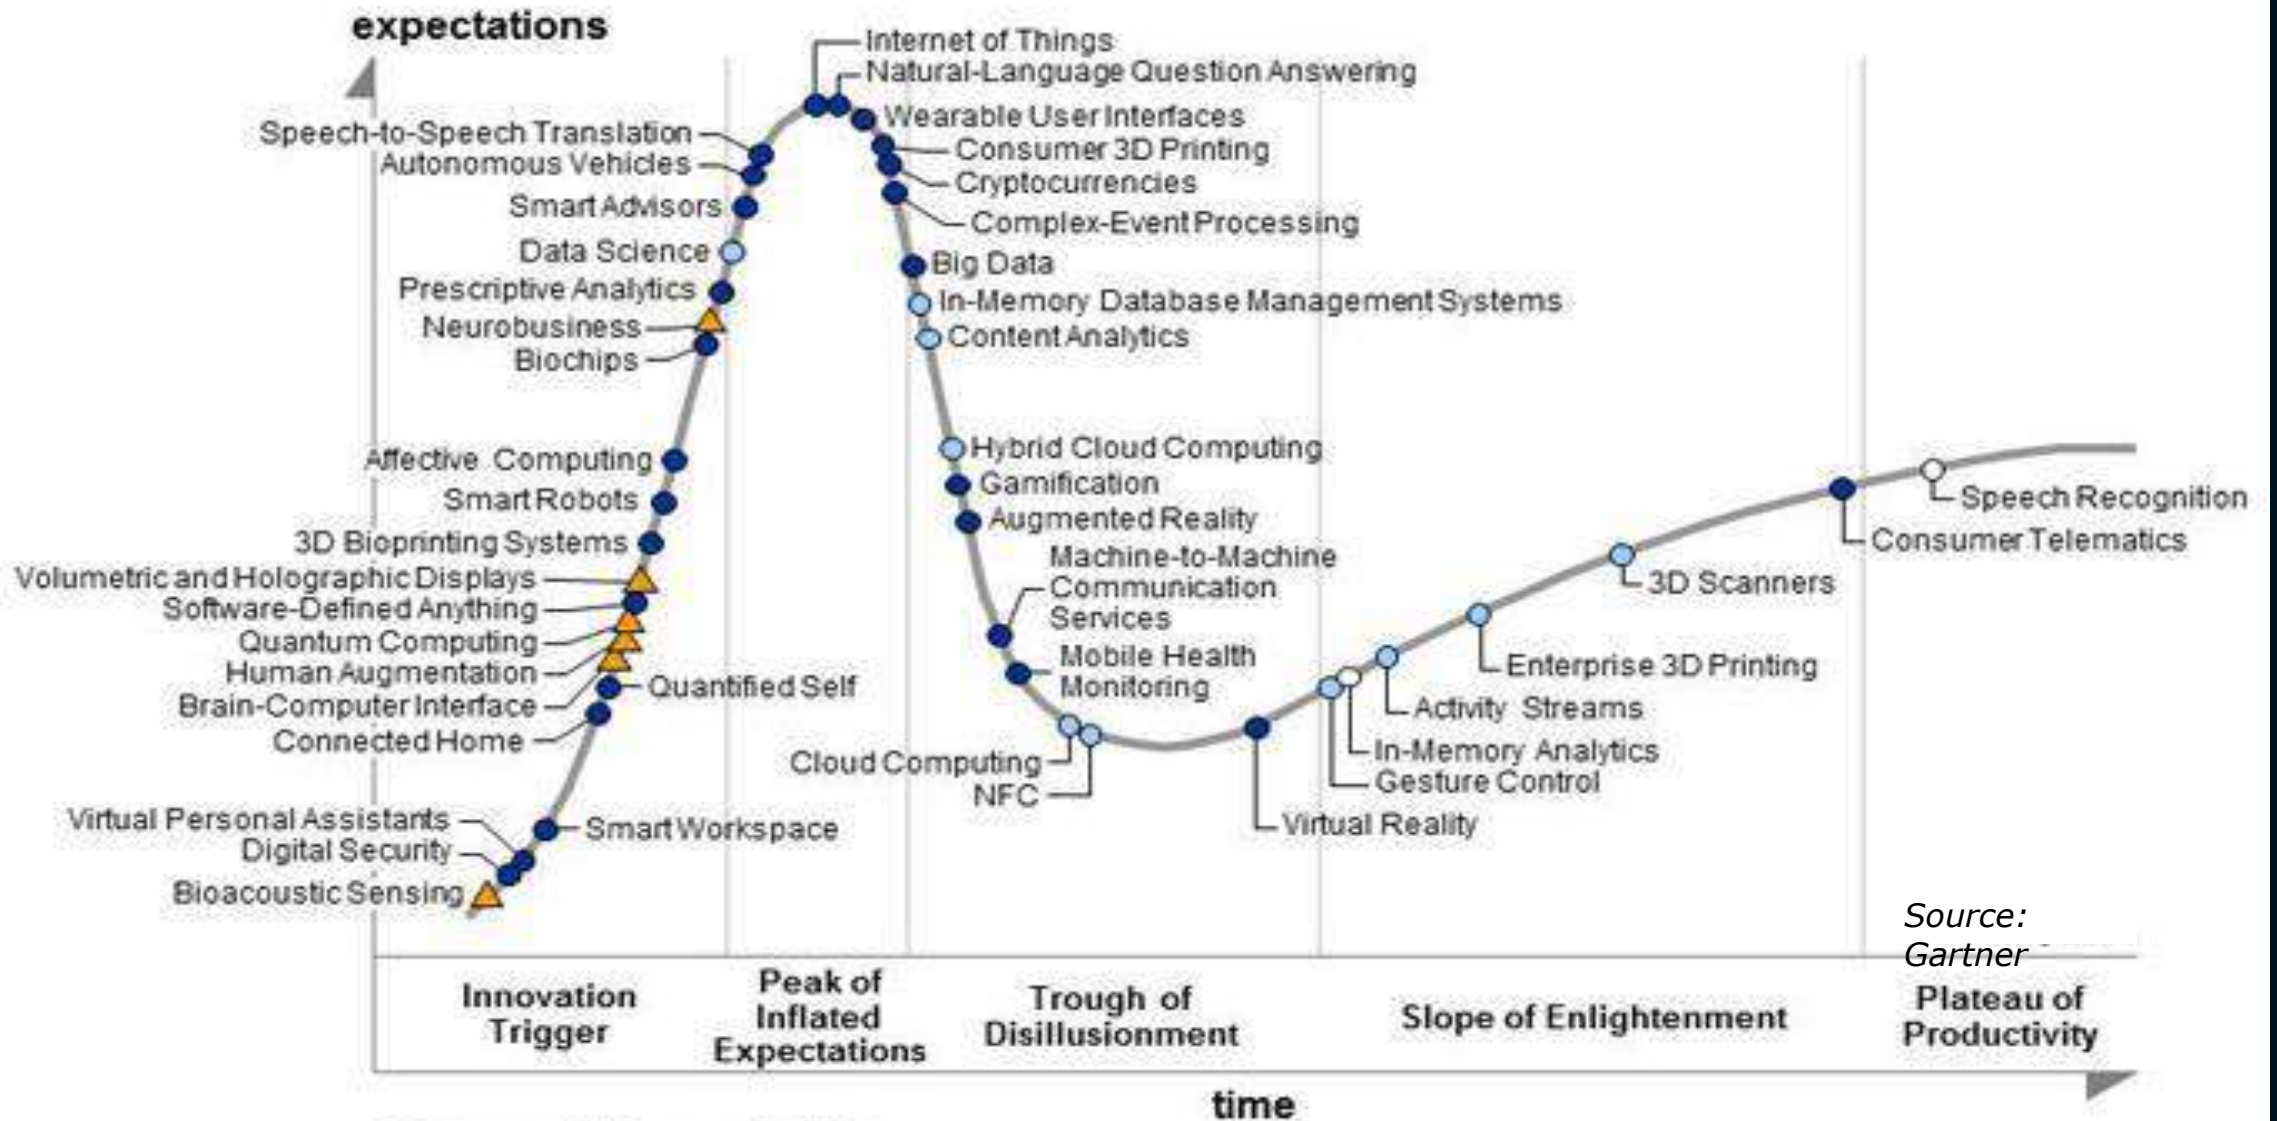 expectations
Internet of Things
Natural-Language Question Answering
Wearable User Interfaces
Consumer 3D Printing
Cryptocurrencies
Complex-Event Processing
Big Data
In-Memory Database Management Systems
Content Analytics
Hybrid Cloud Computing
Gamification
Augmented Reality
Machine-to-Machine
Communication
Services
Mobile Health
Monitoring
Speech-to-Speech Translation
Autonomous Vehicles
Smart Advisors
Data Science
Prescriptive Analytics
Neurobusiness
Biochips
Affective Computing
Smart Robots
3D Bioprinting Systems
Volumetric and Holographic Displays
Software-Defined Anything
Quantum Computing
Human Augmentation
Brain-Computer Interface
Connected Home
Quantified Self
Virtual Personal Assistants
Digital Security
Bioacoustic Sensing
Smart Workspace
Cloud Computing
NFC
Virtual Reality
Gesture Control
In-Memory Analytics
Activity Streams
Enterprise 3D Printing
3D Scanners
Consumer Telematics
Speech Recognition
Source:
Gartner
Innovation
Trigger
Peak of
Inflated
Expectations
Trough of
Disillusionment
Slope of Enlightenment
Plateau of
Productivity
time